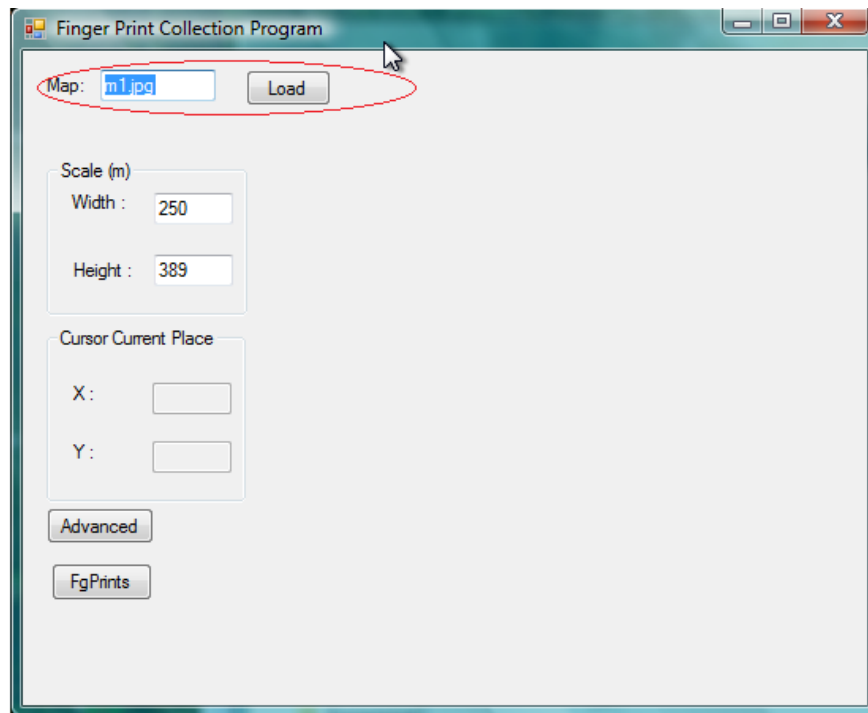 Finger Print Collection Program
Map: m1.jpg Load
Scale (m)
Width : 250
Height : 389
Cursor Current Place
X :
Y :
Advanced
FgPrints